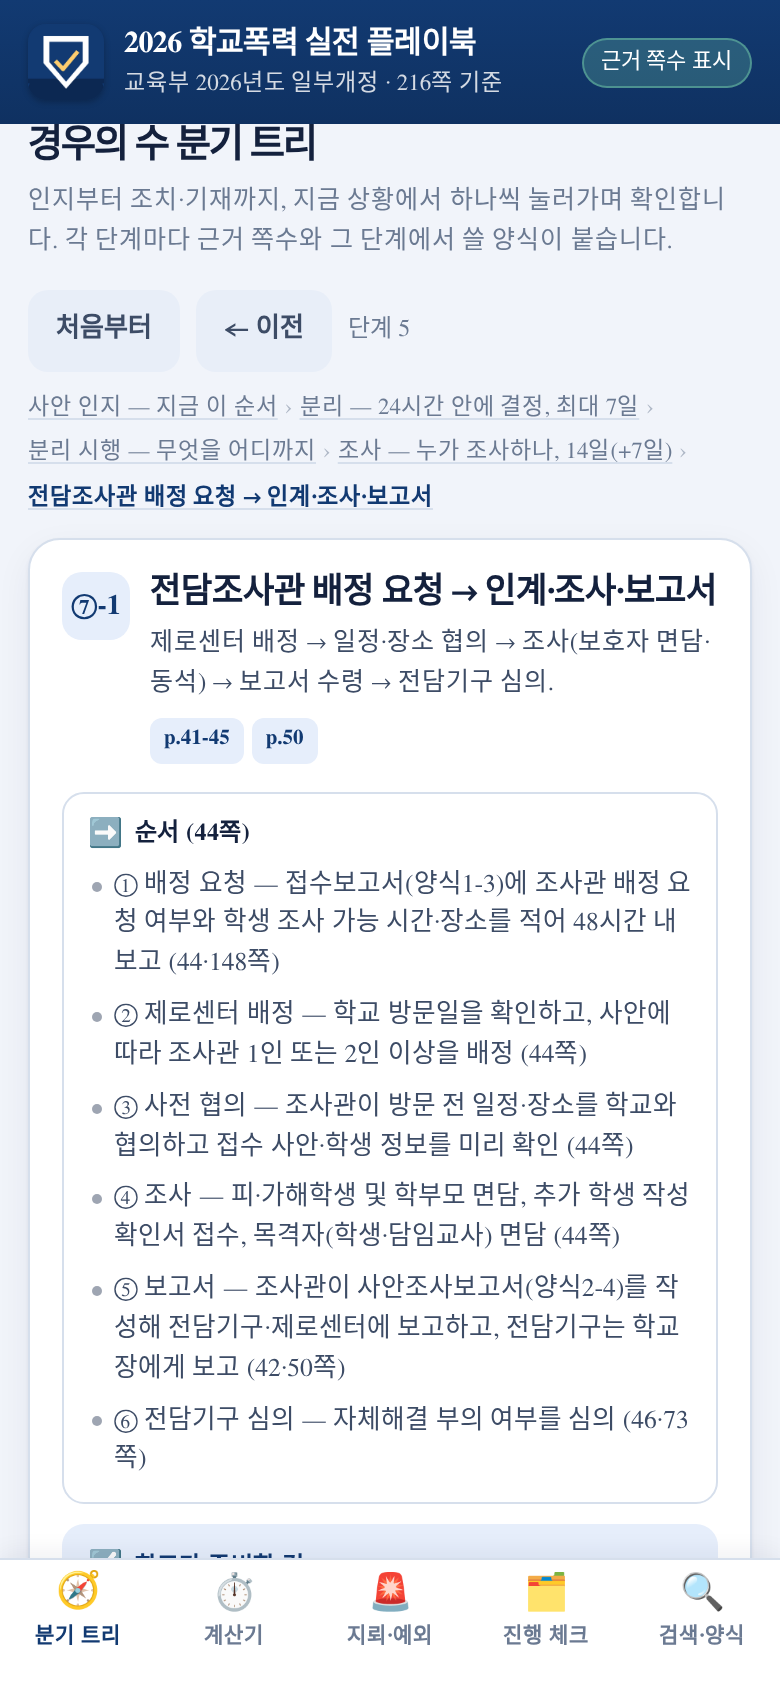 2026 학교폭력 실전 플레이북
교육부 2026년도 일부개정 · 216쪽 기준
근거 쪽수 표시
경우의 수 분기 트리
인지부터 조치·기재까지, 지금 상황에서 하나씩 눌러가며 확인합니
다. 각 단계마다 근거 쪽수와 그 단계에서 쓸 양식이 붙습니다.
처음부터
← 이전
단계 5
사안 인지 — 지금 이 순서 › 분리 — 24시간 안에 결정, 최대 7일 ›
분리 시행 — 무엇을 어디까지 › 조사 — 누가 조사하나, 14일(+7일) ›
전담조사관 배정 요청 → 인계·조사·보고서
⑦-1
전담조사관 배정 요청 → 인계·조사·보고서
제로센터 배정 → 일정·장소 협의 → 조사(보호자 면담·
동석) → 보고서 수령 → 전담기구 심의.
p.41-45
p.50
순서 (44쪽)
① 배정 요청 — 접수보고서(양식1-3)에 조사관 배정 요
청 여부와 학생 조사 가능 시간·장소를 적어 48시간 내
보고 (44·148쪽)
② 제로센터 배정 — 학교 방문일을 확인하고, 사안에
따라 조사관 1인 또는 2인 이상을 배정 (44쪽)
③ 사전 협의 — 조사관이 방문 전 일정·장소를 학교와
협의하고 접수 사안·학생 정보를 미리 확인 (44쪽)
④ 조사 — 피·가해학생 및 학부모 면담, 추가 학생 작성
확인서 접수, 목격자(학생·담임교사) 면담 (44쪽)
⑤ 보고서 — 조사관이 사안조사보고서(양식2-4)를 작
성해 전담기구·제로센터에 보고하고, 전담기구는 학교
장에게 보고 (42·50쪽)
⑥ 전담기구 심의 — 자체해결 부의 여부를 심의 (46·73
쪽)
분기 트리
계산기
지뢰·예외
진행 체크
검색·양식